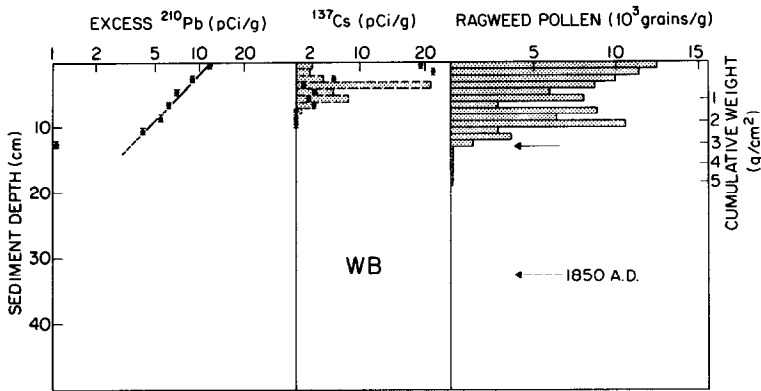 EXCESS ²¹⁰Pb (pCi/g)
¹³⁷Cs (pCi/g)
RAGWEED POLLEN (10³grains/g)
1 2 5 10 20
2 10 20
5 10 15
SEDIMENT DEPTH (cm)
10
20
30
40
WB
1850 A.D.
1
2
3
4
5
CUMULATIVE WEIGHT (g/cm²)